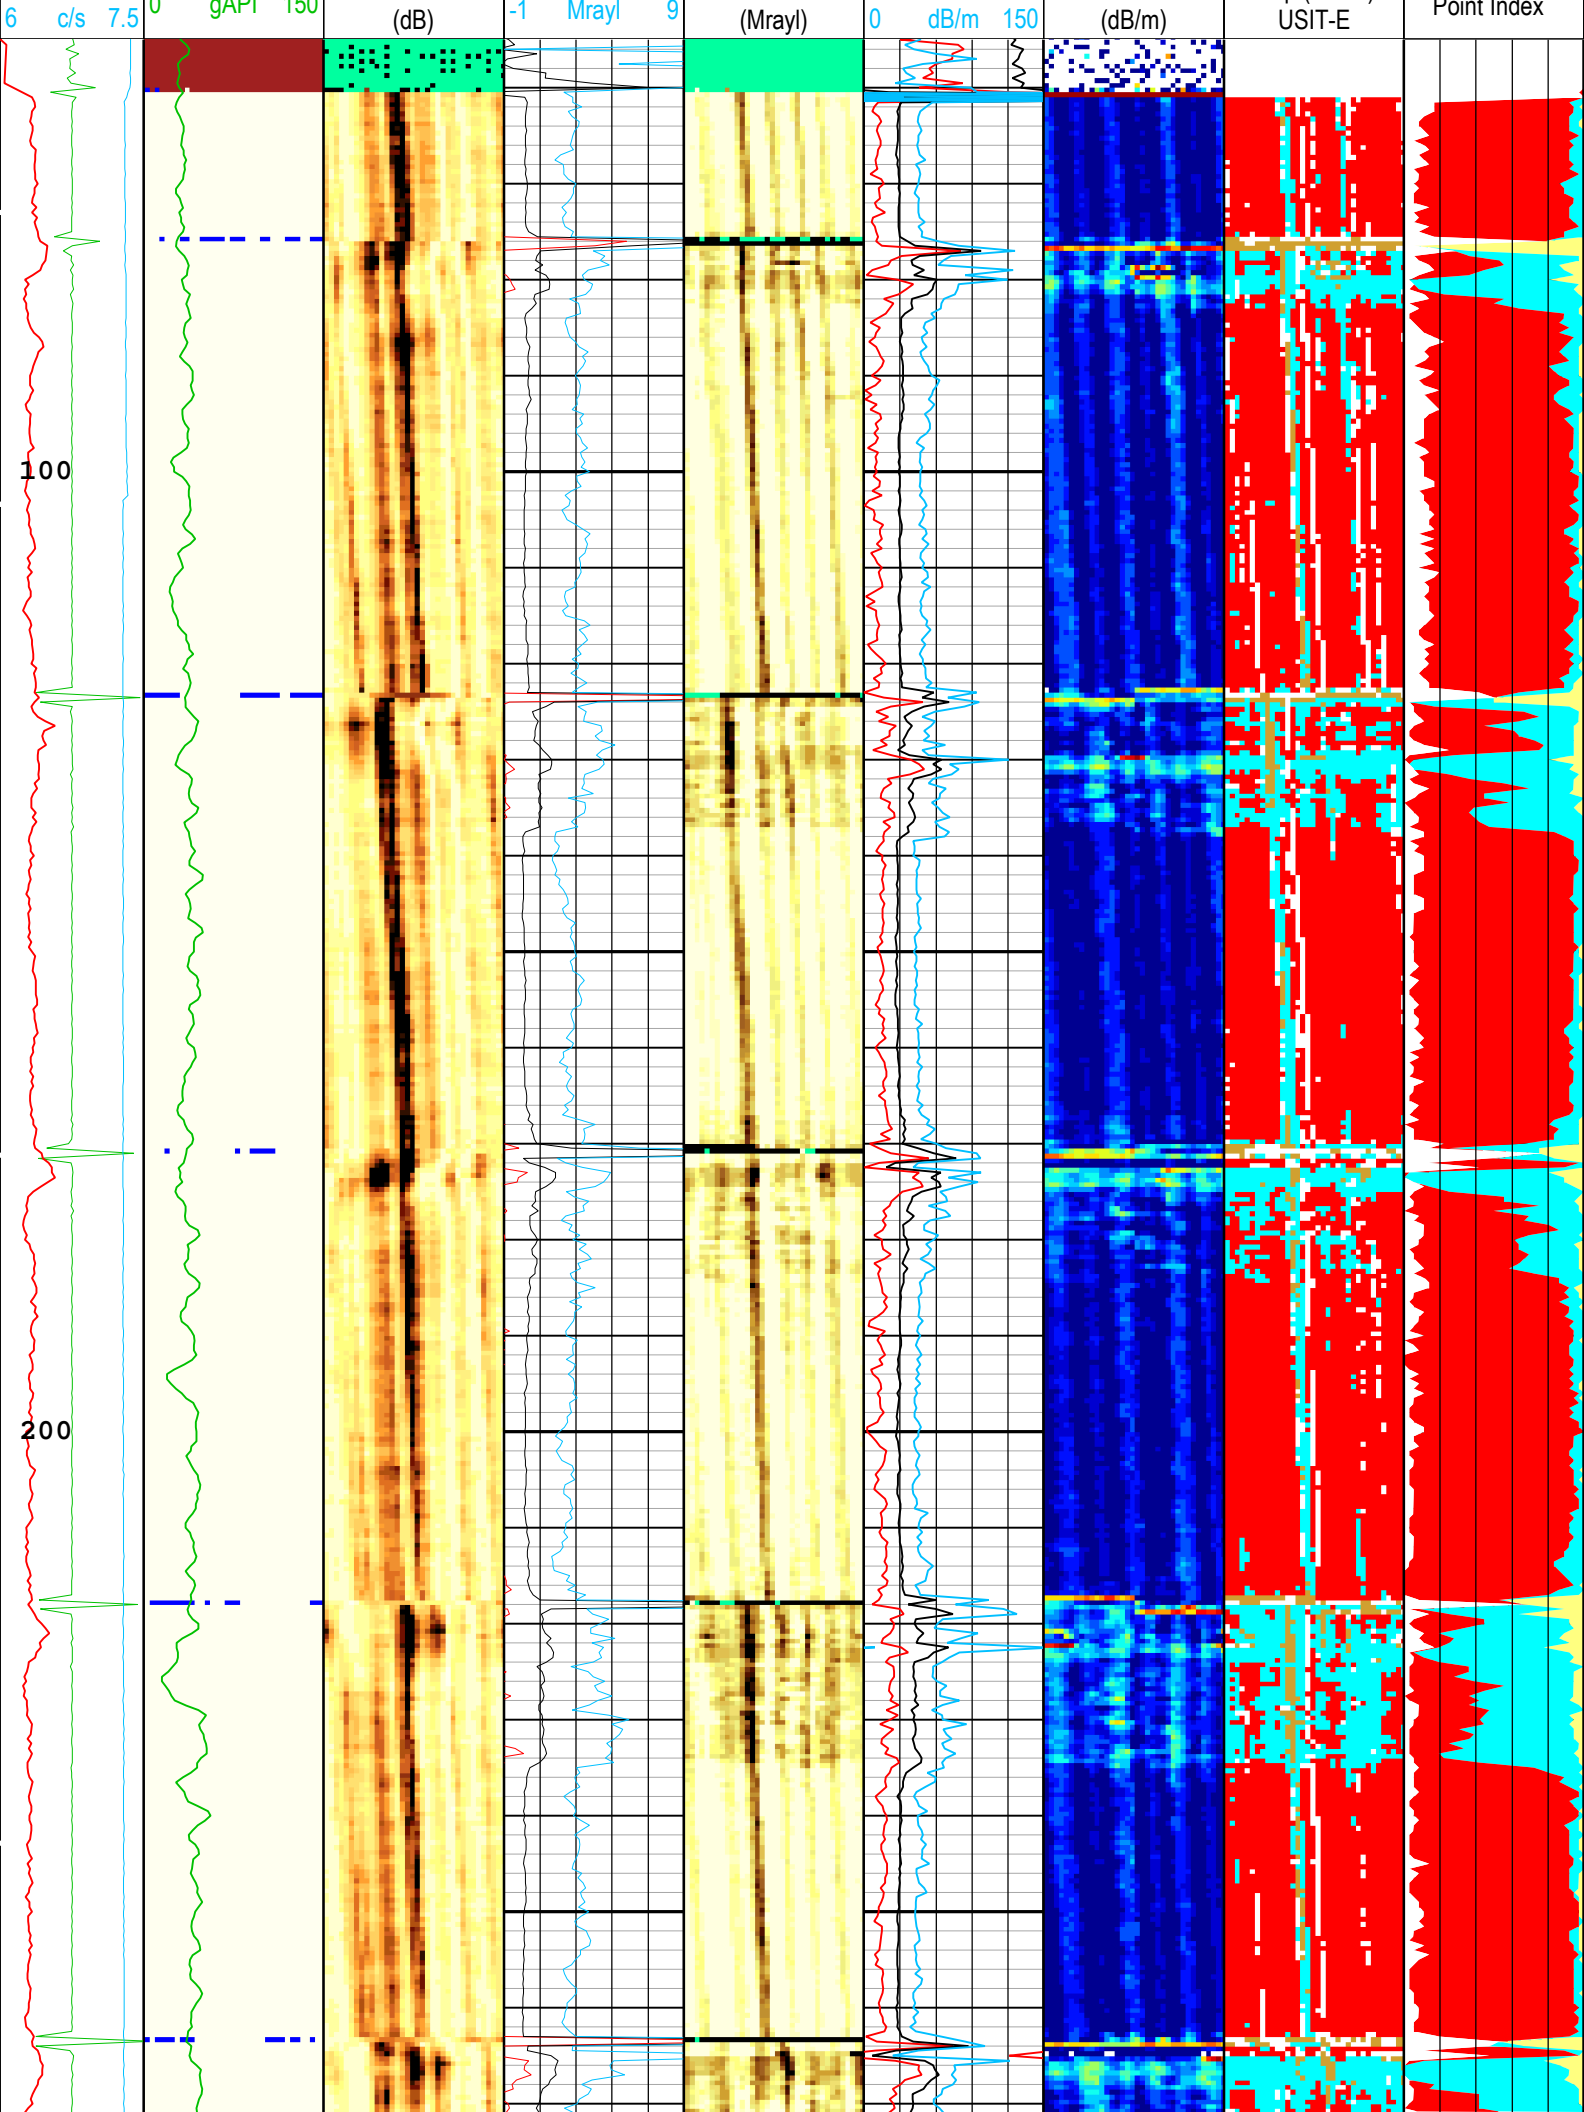 0 gAPI 150
Point Index
6 c/s 7.5
(dB)
-1 Mrayl 9
(Mrayl)
0 dB/m 150
(dB/m)
USIT-E
100
200